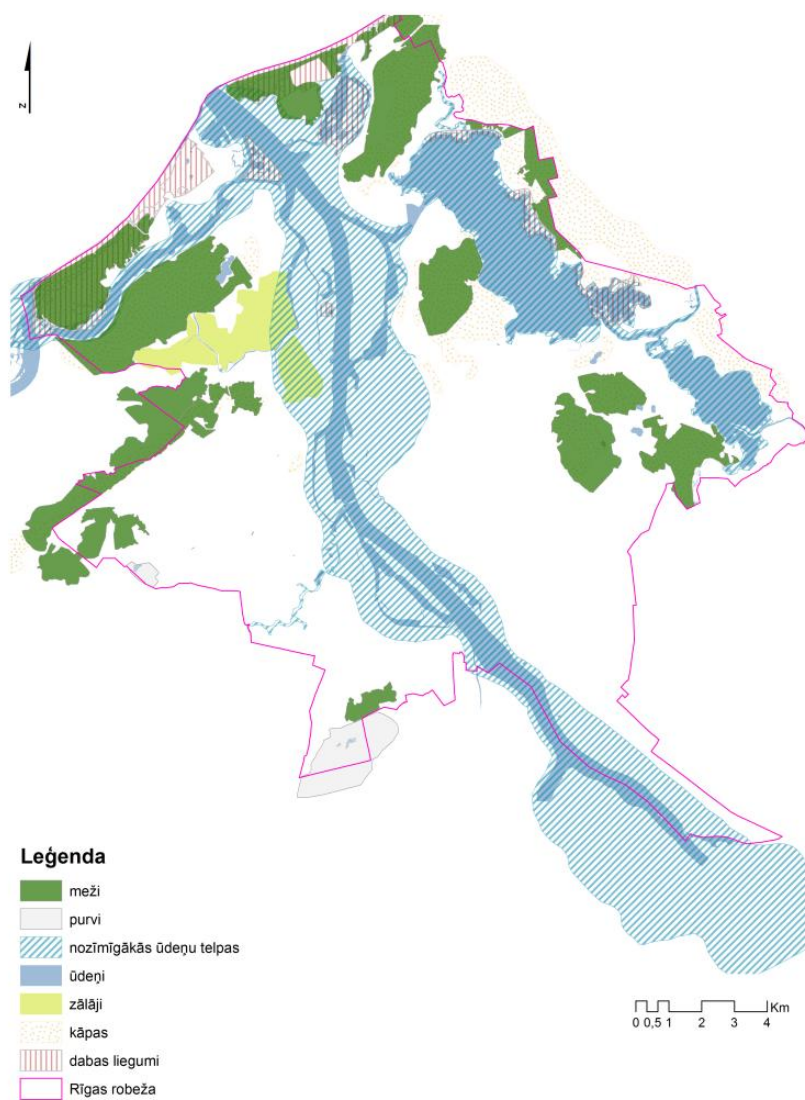 Z
Leģenda
meži
purvi
nozīmīgākās ūdeņu telpas
ūdeņi
zālāji
kāpas
dabas liegumi
Rīgas robeža
Km
0 0,5 1 2 3 4